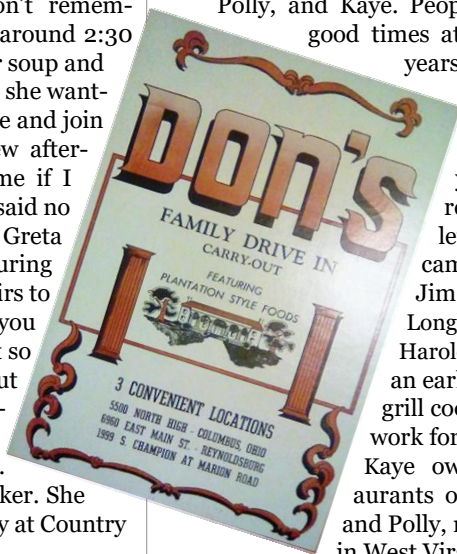 on't remem-
around 2:30
soup and
she want-
e and join
ew after-
me if I
said no
Greta
uring
irs to
you
so
ut
ker. She
y at Country
DON'S
FAMILY DRIVE IN
CARRY-OUT
FEATURING
PLANTATION STYLE FOODS
3 CONVENIENT LOCATIONS
5500 NORTH HIGH - COLUMBUS, OHIO
6960 EAST MAIN ST. - REYNOLDSBURG
1999 S. CHAMPION AT MARION ROAD
Polly, and Kaye. Peop
good times at
years
y
re
le
cam
Jim
Long
Harol
an earl
grill coo
work for
Kaye ow
aurants o
and Polly, r
in West Vir